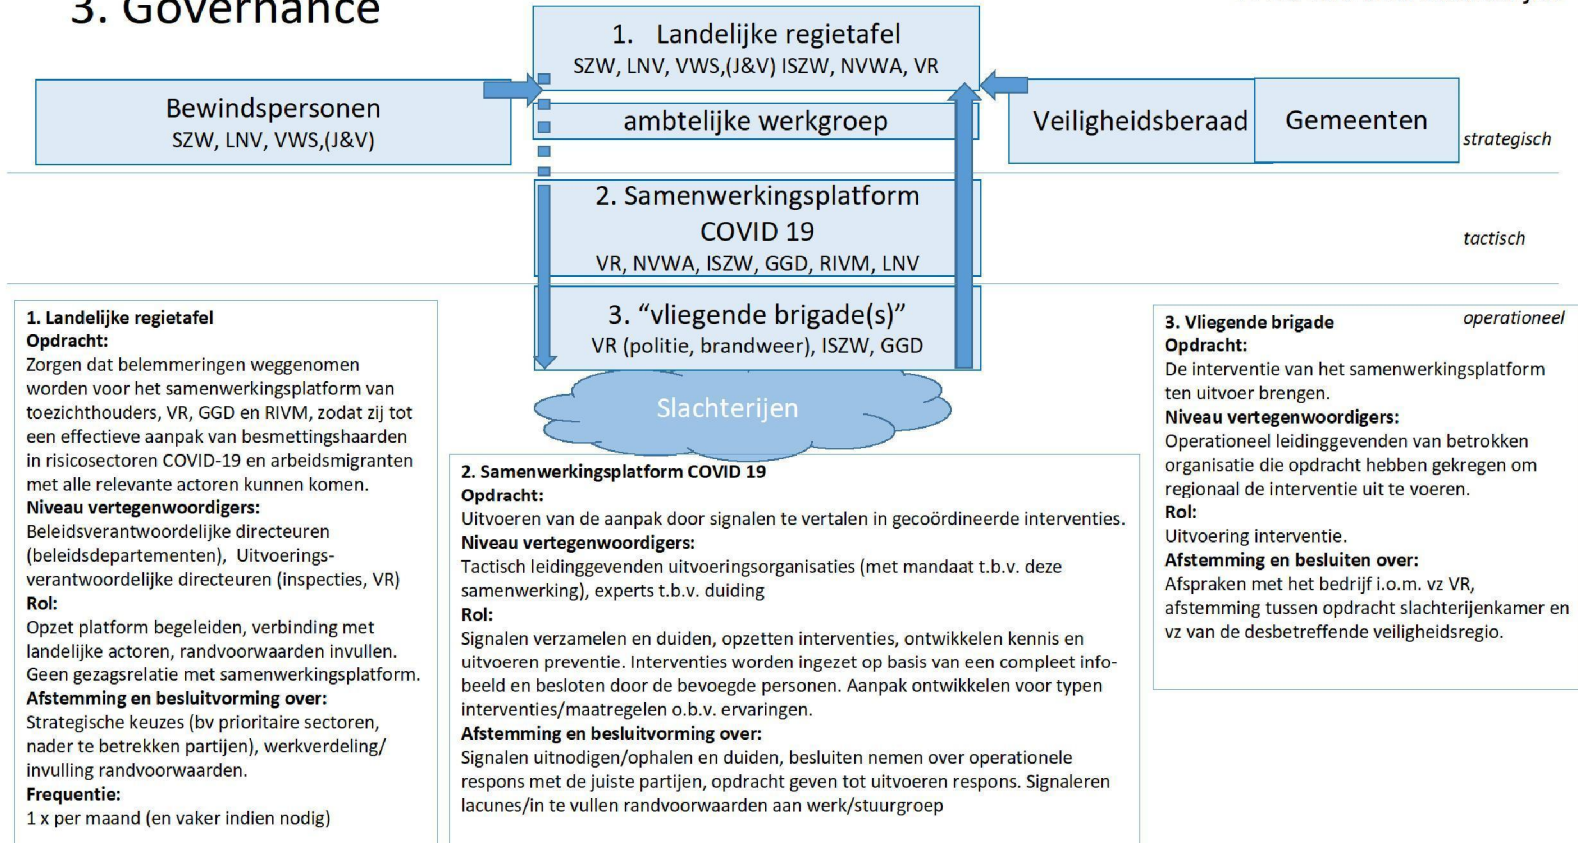 3. Governance
1. Landelijke regietafel
SZW, LNV, VWS,(J&V) ISZW, NVWA, VR
Bewindspersonen
SZW, LNV, VWS,(J&V)
ambtelijke werkgroep
Veiligheidsberaad
Gemeenten
strategisch
2. Samenwerkingsplatform
COVID 19
VR, NVWA, ISZW, GGD, RIVM, LNV
tactisch
3. “vliegende brigade(s)”
VR (politie, brandweer), ISZW, GGD
operationeel
Slachterijen
1. Landelijke regietafel
Opdracht:
Zorgen dat belemmeringen weggenomen
worden voor het samenwerkingsplatform van
toezichthouders, VR, GGD en RIVM, zodat zij tot
een effectieve aanpak van besmettingshaarden
in risicosectoren COVID-19 en arbeidsmigranten
met alle relevante actoren kunnen komen.
Niveau vertegenwoordigers:
Beleidsverantwoordelijke directeuren
(beleidsdepartementen), Uitvoerings-
verantwoordelijke directeuren (inspecties, VR)
Rol:
Opzet platform begeleiden, verbinding met
landelijke actoren, randvoorwaarden invullen.
Geen gezagsrelatie met samenwerkingsplatform.
Afstemming en besluitvorming over:
Strategische keuzes (bv prioritaire sectoren,
nader te betrekken partijen), werkverdeling/
invulling randvoorwaarden.
Frequentie:
1 x per maand (en vaker indien nodig)
2. Samenwerkingsplatform COVID 19
Opdracht:
Uitvoeren van de aanpak door signalen te vertalen in gecoördineerde interventies.
Niveau vertegenwoordigers:
Tactisch leidinggevenden uitvoeringsorganisaties (met mandaat t.b.v. deze
samenwerking), experts t.b.v. duiding
Rol:
Signalen verzamelen en duiden, opzetten interventies, ontwikkelen kennis en
uitvoeren preventie. Interventies worden ingezet op basis van een compleet info-
beeld en besloten door de bevoegde personen. Aanpak ontwikkelen voor typen
interventies/maatregelen o.b.v. ervaringen.
Afstemming en besluitvorming over:
Signalen uitnodigen/ophalen en duiden, besluiten nemen over operationele
respons met de juiste partijen, opdracht geven tot uitvoeren respons. Signaleren
lacunes/in te vullen randvoorwaarden aan werk/stuurgroep
3. Vliegende brigade
Opdracht:
De interventie van het samenwerkingsplatform
ten uitvoer brengen.
Niveau vertegenwoordigers:
Operationeel leidinggevenden van betrokken
organisatie die opdracht hebben gekregen om
regionaal de interventie uit te voeren.
Rol:
Uitvoering interventie.
Afstemming en besluiten over:
Afspraken met het bedrijf i.o.m. vz VR,
afstemming tussen opdracht slachterijenkamer en
vz van de desbetreffende veiligheidsregio.